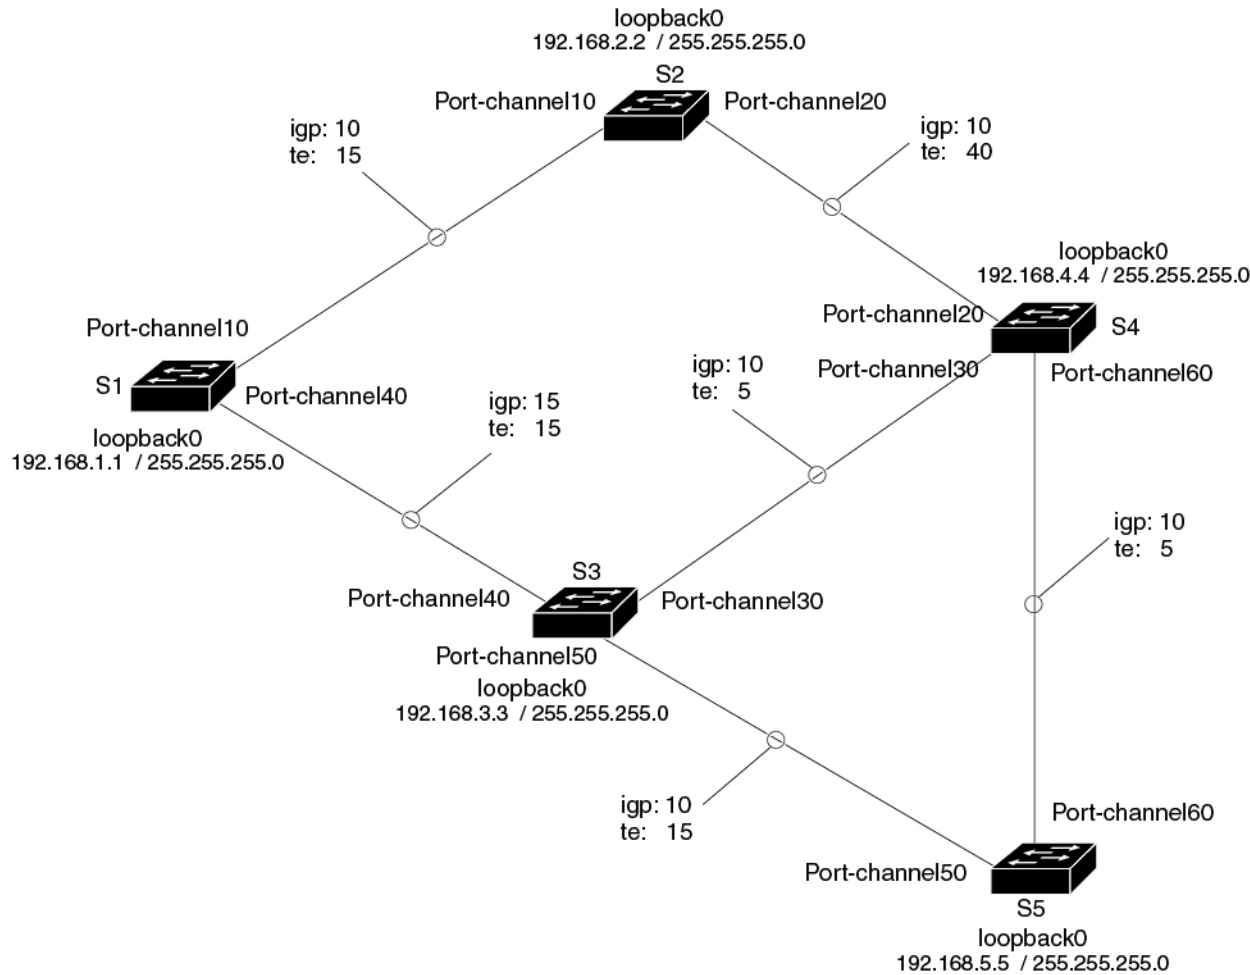 loopback0
192.168.2.2 / 255.255.255.0
S2
Port-channel10
Port-channel20
igp: 10
te: 15
igp: 10
te: 40
loopback0
192.168.4.4 / 255.255.255.0
Port-channel20
S4
Port-channel10
Port-channel30
Port-channel60
S1
Port-channel40
igp: 10
te: 5
igp: 15
te: 15
loopback0
192.168.1.1 / 255.255.255.0
igp: 10
te: 5
S3
Port-channel40
Port-channel30
Port-channel50
loopback0
192.168.3.3 / 255.255.255.0
igp: 10
te: 15
Port-channel60
Port-channel50
S5
loopback0
192.168.5.5 / 255.255.255.0